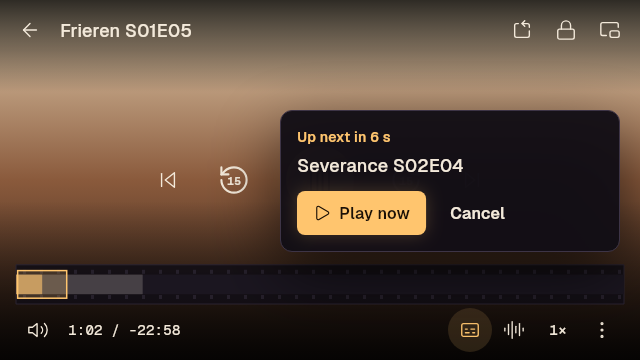 Frieren S01E05
Up next in 6 s
Severance S02E04
15
Play now
Cancel
1:02 / -22:58
1×